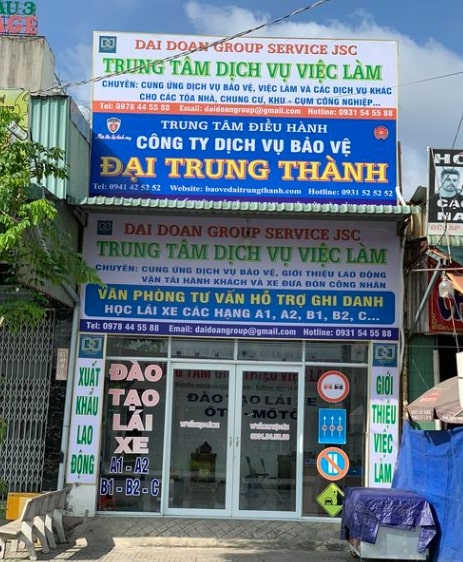 DAI DOAN GROUP SERVICE JSC
TRUNG TÂM DỊCH VỤ VIỆC LÀM
CHUYÊN: CUNG ỨNG DỊCH VỤ BẢO VỆ, VIỆC LÀM VÀ CÁC DỊCH VỤ KHÁC
CHO CÁC TÒA NHÀ, CHUNG CƯ, KHU - CỤM CÔNG NGHIỆP...
Tel: 0978 44 55 88 Email: daidoangroup@gmail.com Hotline: 0931 54 55 88
TRUNG TÂM ĐIỀU HÀNH
CÔNG TY DỊCH VỤ BẢO VỆ
ĐẠI TRUNG THÀNH
Tel: 0941 42 52 52 Website: baovedaitrungthanh.com Hotline: 0931 52 52 52
DAI DOAN GROUP SERVICE JSC
TRUNG TÂM DỊCH VỤ VIỆC LÀM
CHUYÊN: CUNG ỨNG DỊCH VỤ BẢO VỆ, GIỚI THIỆU LAO ĐỘNG
VẬN TẢI HÀNH KHÁCH VÀ XE ĐƯA ĐÓN CÔNG NHÂN
VĂN PHÒNG TƯ VẤN HỖ TRỢ GHI DANH
HỌC LÁI XE CÁC HẠNG A1, A2, B1, B2, C...
Tel: 0978 44 55 88 Email: daidoangroup@gmail.com Hotline: 0931 54 55 88
XUẤT
KHẨU
LAO
ĐỘNG
ĐÀO
TẠO
LÁI
XE
A1 - A2
B1 - B2 - C
ĐÀO TẠO LÁI XE
GIỚI
THIỆU
VIỆC
LÀM